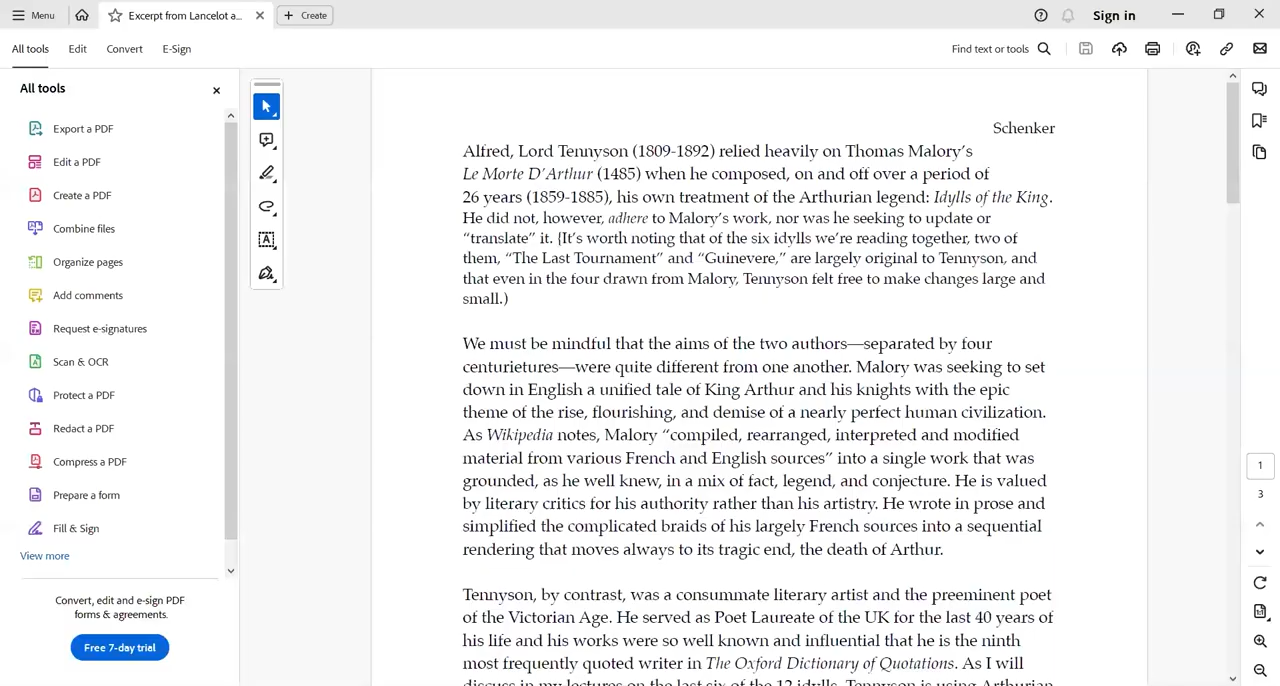 Menu
Excerpt from Lancelot a...
Create
Sign in
All tools
Edit
Convert
E-Sign
Find text or tools
All tools
Export a PDF
Edit a PDF
Create a PDF
Combine files
Organize pages
Add comments
Request e-signatures
Scan & OCR
Protect a PDF
Redact a PDF
Compress a PDF
Prepare a form
Fill & Sign
View more
Convert, edit and e-sign PDF
forms & agreements.
Free 7-day trial
Schenker
Alfred, Lord Tennyson (1809-1892) relied heavily on Thomas Malory’s
Le Morte D’Arthur (1485) when he composed, on and off over a period of
26 years (1859-1885), his own treatment of the Arthurian legend: Idylls of the King.
He did not, however, adhere to Malory’s work, nor was he seeking to update or
“translate” it. {It’s worth noting that of the six idylls we’re reading together, two of
them, “The Last Tournament” and “Guinevere,” are largely original to Tennyson, and
that even in the four drawn from Malory, Tennyson felt free to make changes large and
small.)
We must be mindful that the aims of the two authors—separated by four
centurietures—were quite different from one another. Malory was seeking to set
down in English a unified tale of King Arthur and his knights with the epic
theme of the rise, flourishing, and demise of a nearly perfect human civilization.
As Wikipedia notes, Malory “compiled, rearranged, interpreted and modified
material from various French and English sources” into a single work that was
grounded, as he well knew, in a mix of fact, legend, and conjecture. He is valued
by literary critics for his authority rather than his artistry. He wrote in prose and
simplified the complicated braids of his largely French sources into a sequential
rendering that moves always to its tragic end, the death of Arthur.
Tennyson, by contrast, was a consummate literary artist and the preeminent poet
of the Victorian Age. He served as Poet Laureate of the UK for the last 40 years of
his life and his works were so well known and influential that he is the ninth
most frequently quoted writer in The Oxford Dictionary of Quotations. As I will
discuss in my lectures on the last six of the 12 idylls, Tennyson is using Arthurian
1
3